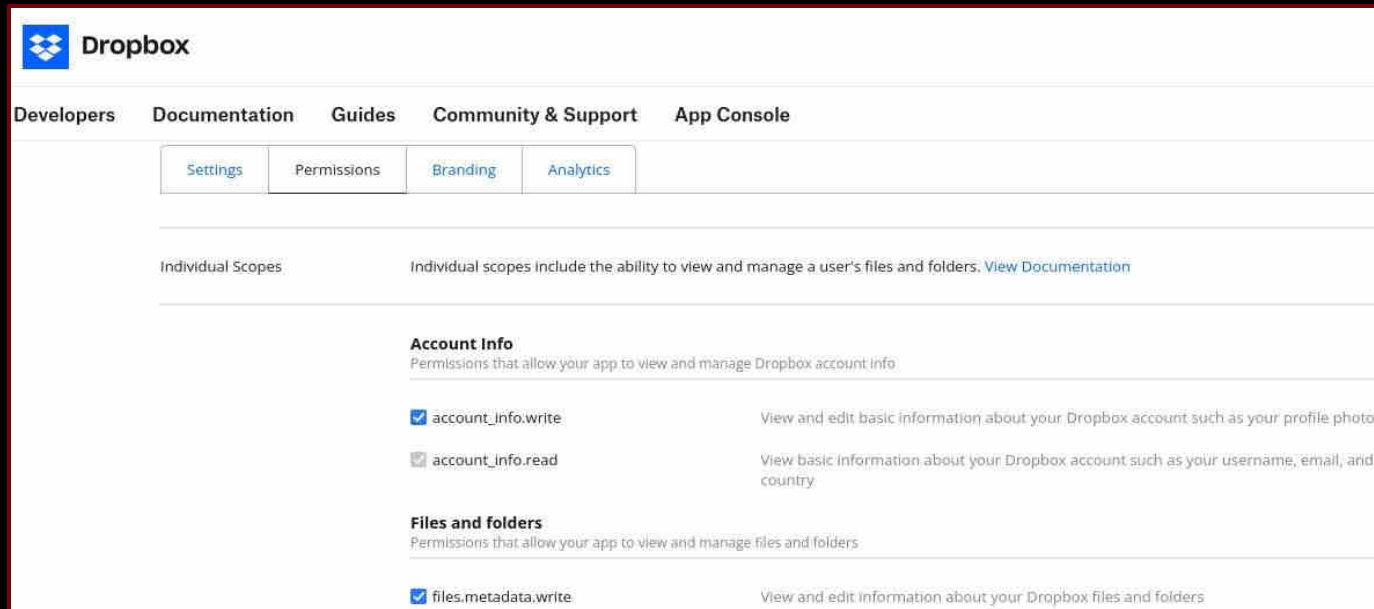 Dropbox
Developers Documentation Guides Community & Support App Console
Settings Permissions Branding Analytics
Individual Scopes Individual scopes include the ability to view and manage a user's files and folders. View Documentation
Account Info
Permissions that allow your app to view and manage Dropbox account info
account_info.write View and edit basic information about your Dropbox account such as your profile photo
account_info.read View basic information about your Dropbox account such as your username, email, and
country
Files and folders
Permissions that allow your app to view and manage files and folders
files.metadata.write View and edit information about your Dropbox files and folders